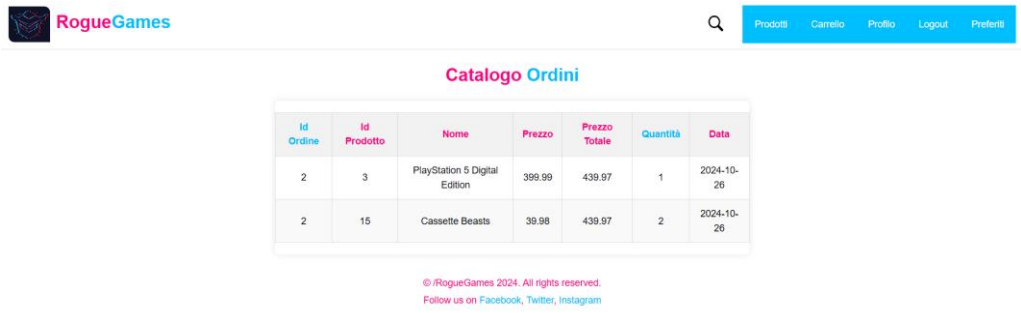 RogueGames
Prodotti Carrello Profilo Logout Preferiti
Catalogo Ordini
Id Ordine Id Prodotto Nome Prezzo Prezzo Totale Quantità Data
2 3 PlayStation 5 Digital Edition 399.99 439.97 1 2024-10-26
2 15 Cassette Beasts 39.98 439.97 2 2024-10-26
© /RogueGames 2024. All rights reserved.
Follow us on Facebook, Twitter, Instagram